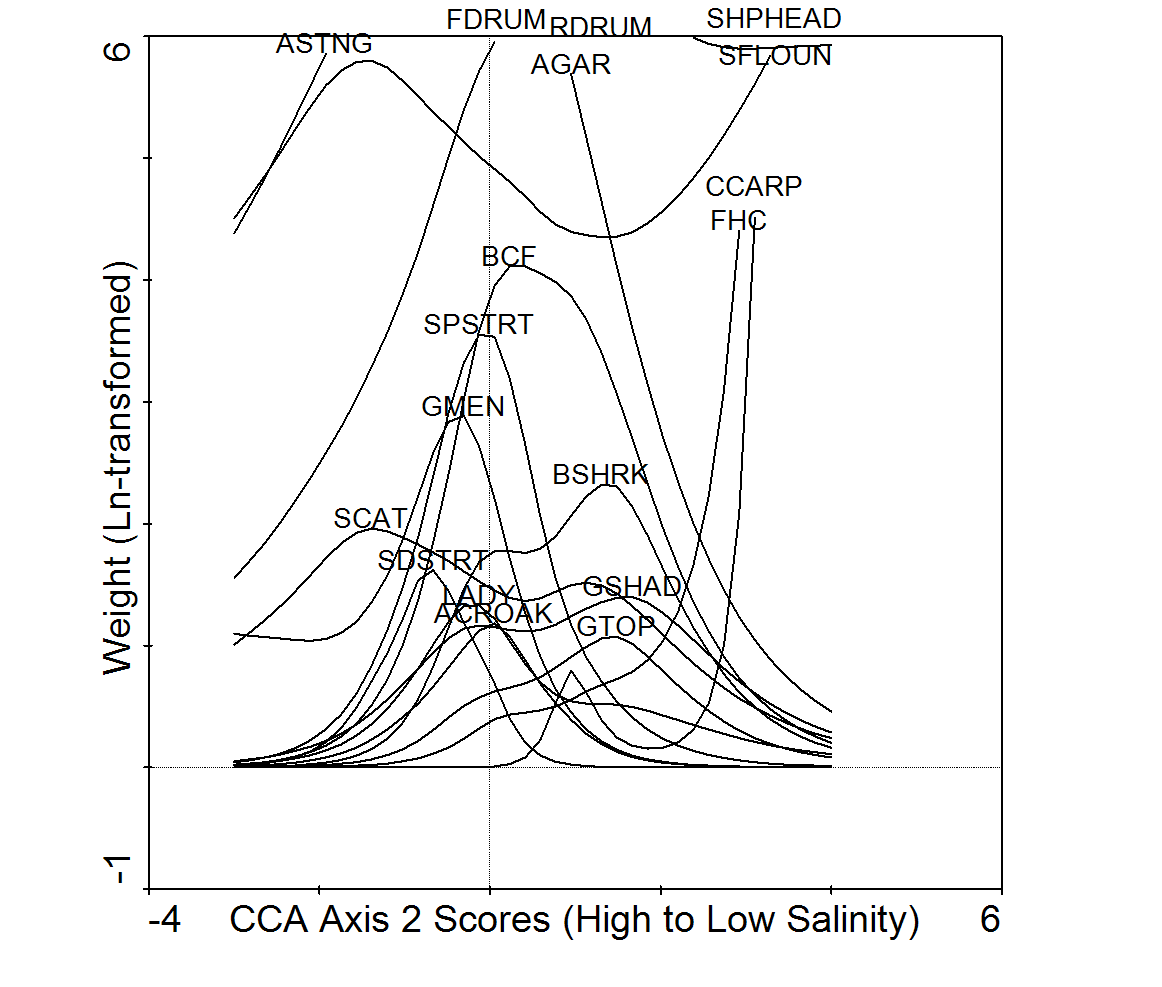 SHPHEAD
FDRUM
RDRUM
6
ASTNG
SFLOUN
AGAR
CCARP
FHC
BCF
SPSTRT
GMEN
BSHRK
SCAT
SDSTRT
GSHAD
LADY
ACROAK
GTOP
Weight (Ln-transformed)
-1
-4
CCA Axis 2 Scores (High to Low Salinity)
6